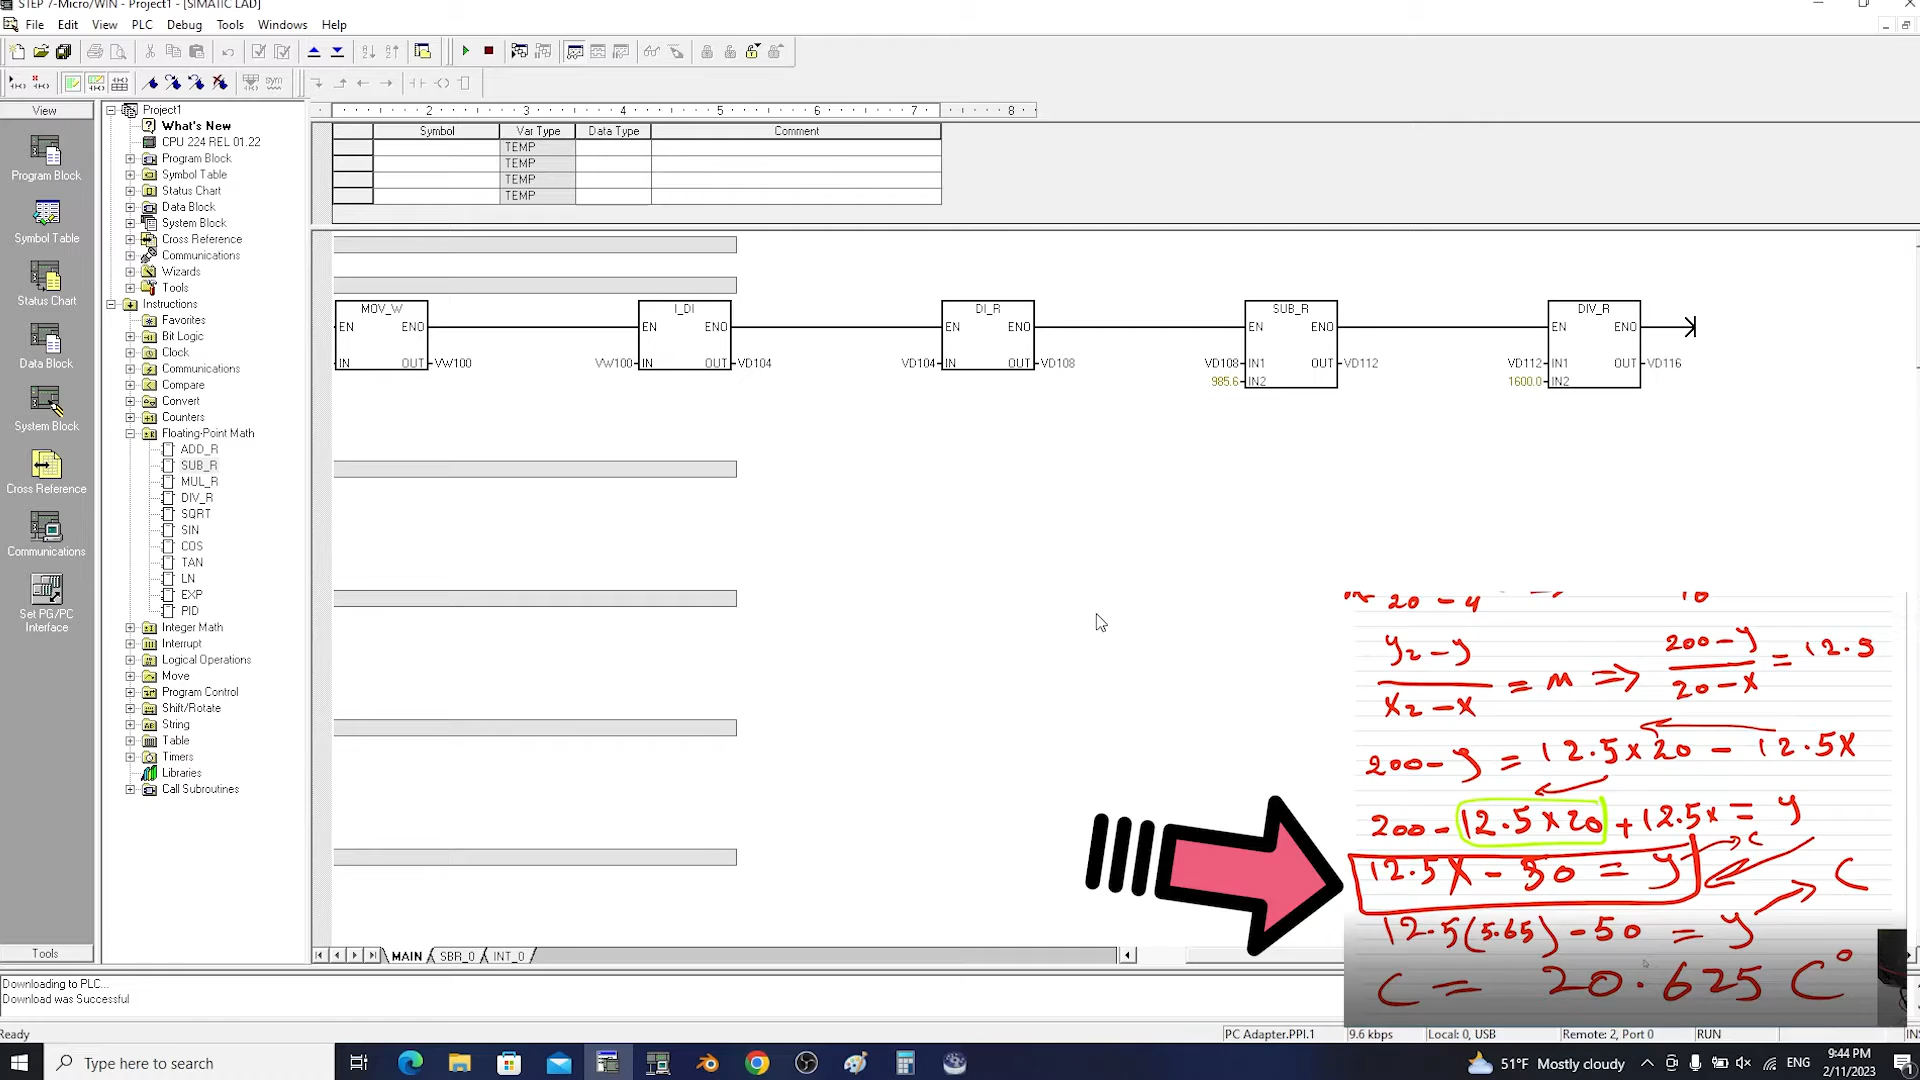 STEP 7-Micro/WIN - Project1 - [SIMATIC LAD]
File Edit View PLC Debug Tools Windows Help
View
Program Block
Symbol Table
Status Chart
Data Block
System Block
Cross Reference
Communications
Set PG/PC
Interface
Tools
Project1
What's New
CPU 224 REL 01.22
Program Block
Symbol Table
Status Chart
Data Block
System Block
Cross Reference
Communications
Wizards
Tools
Instructions
Favorites
Bit Logic
Clock
Communications
Compare
Convert
Counters
Floating-Point Math
ADD_R
SUB_R
MUL_R
DIV_R
SQRT
SIN
COS
TAN
LN
EXP
PID
Integer Math
Interrupt
Logical Operations
Move
Program Control
Shift/Rotate
String
Table
Timers
Libraries
Call Subroutines
2 3 4 5 6 7 8
Symbol Var Type Data Type Comment
TEMP
TEMP
TEMP
TEMP
MOV_W I_DI DI_R SUB_R DIV_R
EN ENO EN ENO EN ENO EN ENO EN ENO
IN OUT VW100 VW100 IN OUT VD104 VD104 IN OUT VD108 VD108 IN1 OUT VD112 VD112 IN1 OUT VD116
985.6 IN2 1600.0 IN2
20 - 4 => 16
y2 - y / x2 - x = m => 200 - y / 20 - x = 12.5
200 - y = 12.5 x 20 - 12.5x
200 - 12.5 x 20 + 12.5x = y
12.5x - 50 = y → c
C
12.5(5.65) - 50 = y
C = 20.625 C°
MAIN SBR_0 INT_0
Downloading to PLC...
Download was Successful
Ready PC Adapter.PPI.1 9.6 kbps Local: 0, USB Remote: 2, Port 0 RUN
Type here to search
51°F Mostly cloudy ENG 9:44 PM
2/11/2023